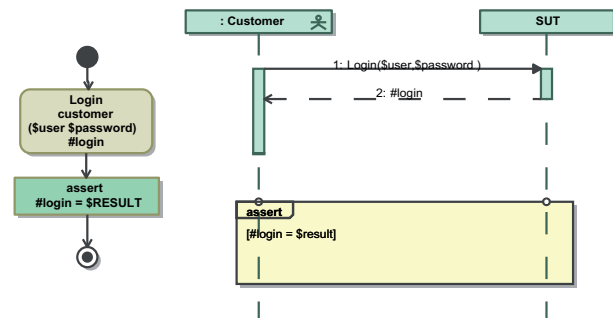 Login
customer
($user $password)
#login
assert
#login = $RESULT
: Customer
SUT
1: Login($user,$password )
2: #login
assert
[#login = $result]